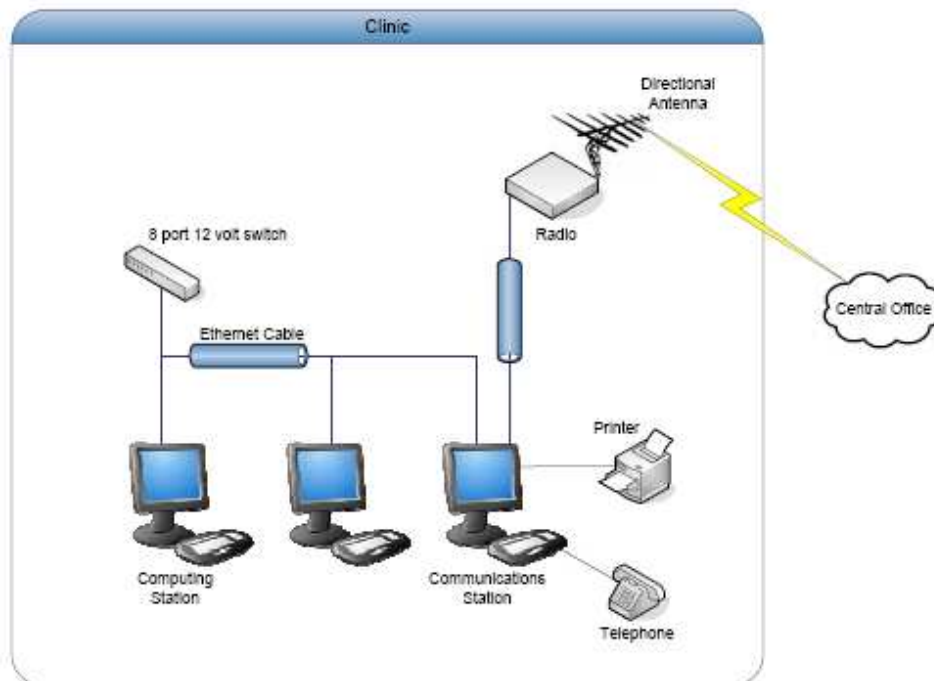 Clinic
Directional
Antenna
Radio
8 port 12 volt switch
Central Office
Ethernet Cable
Printer
Computing
Station
Communications
Station
Telephone